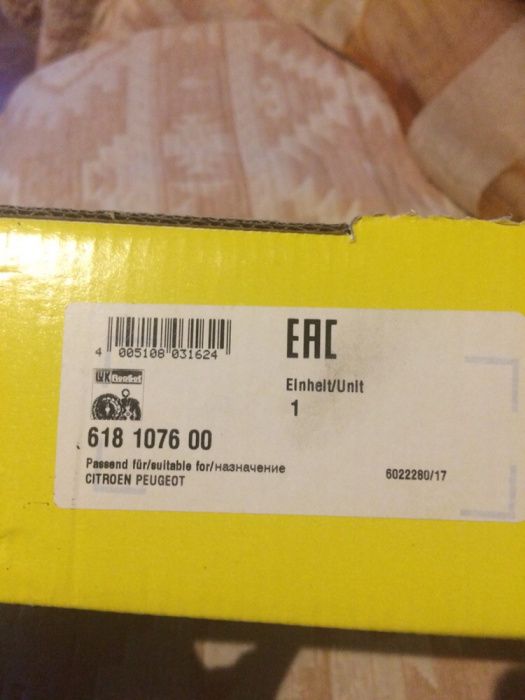 EAC
4 005108 031624
Einheit/Unit
LUK RepSet
1
618 1076 00
Passend für/suitable for/назначение
CITROEN PEUGEOT
6022280/17